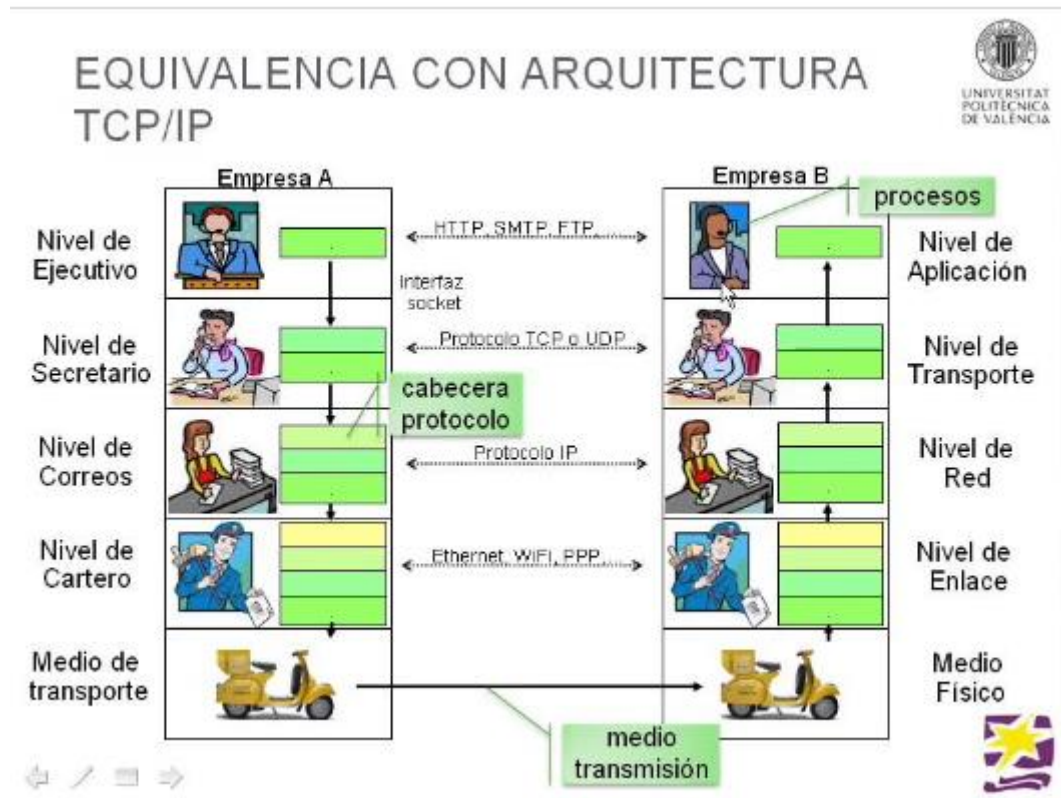 EQUIVALENCIA CON ARQUITECTURA
TCP/IP
UNIVERSITAT
POLITÈCNICA
DE VALÈNCIA
Empresa A
Empresa B
procesos
Nivel de
Ejecutivo
HTTP, SMTP, FTP,...
Nivel de
Aplicación
Interfaz
socket
Nivel de
Secretario
Protocolo TCP o UDP
Nivel de
Transporte
cabecera
protocolo
Nivel de
Correos
Protocolo IP
Nivel de
Red
Nivel de
Cartero
Ethernet, WiFi, PPP,...
Nivel de
Enlace
Medio de
transporte
Medio
Físico
medio
transmisión